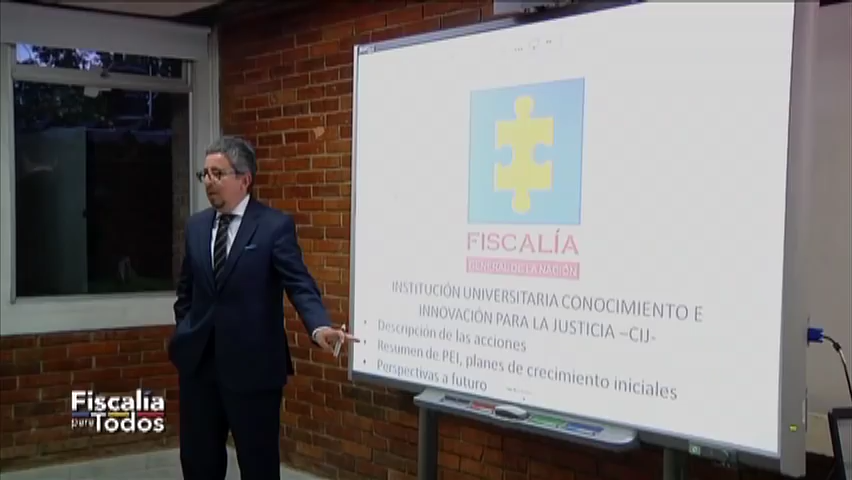 FISCALÍA
GENERAL DE LA NACIÓN
INSTITUCIÓN UNIVERSITARIA CONOCIMIENTO E
INNOVACIÓN PARA LA JUSTICIA –CIJ-
• Descripción de las acciones
• Resumen de PEI, planes de crecimiento iniciales
• Perspectivas a futuro
Fiscalía
para Todos